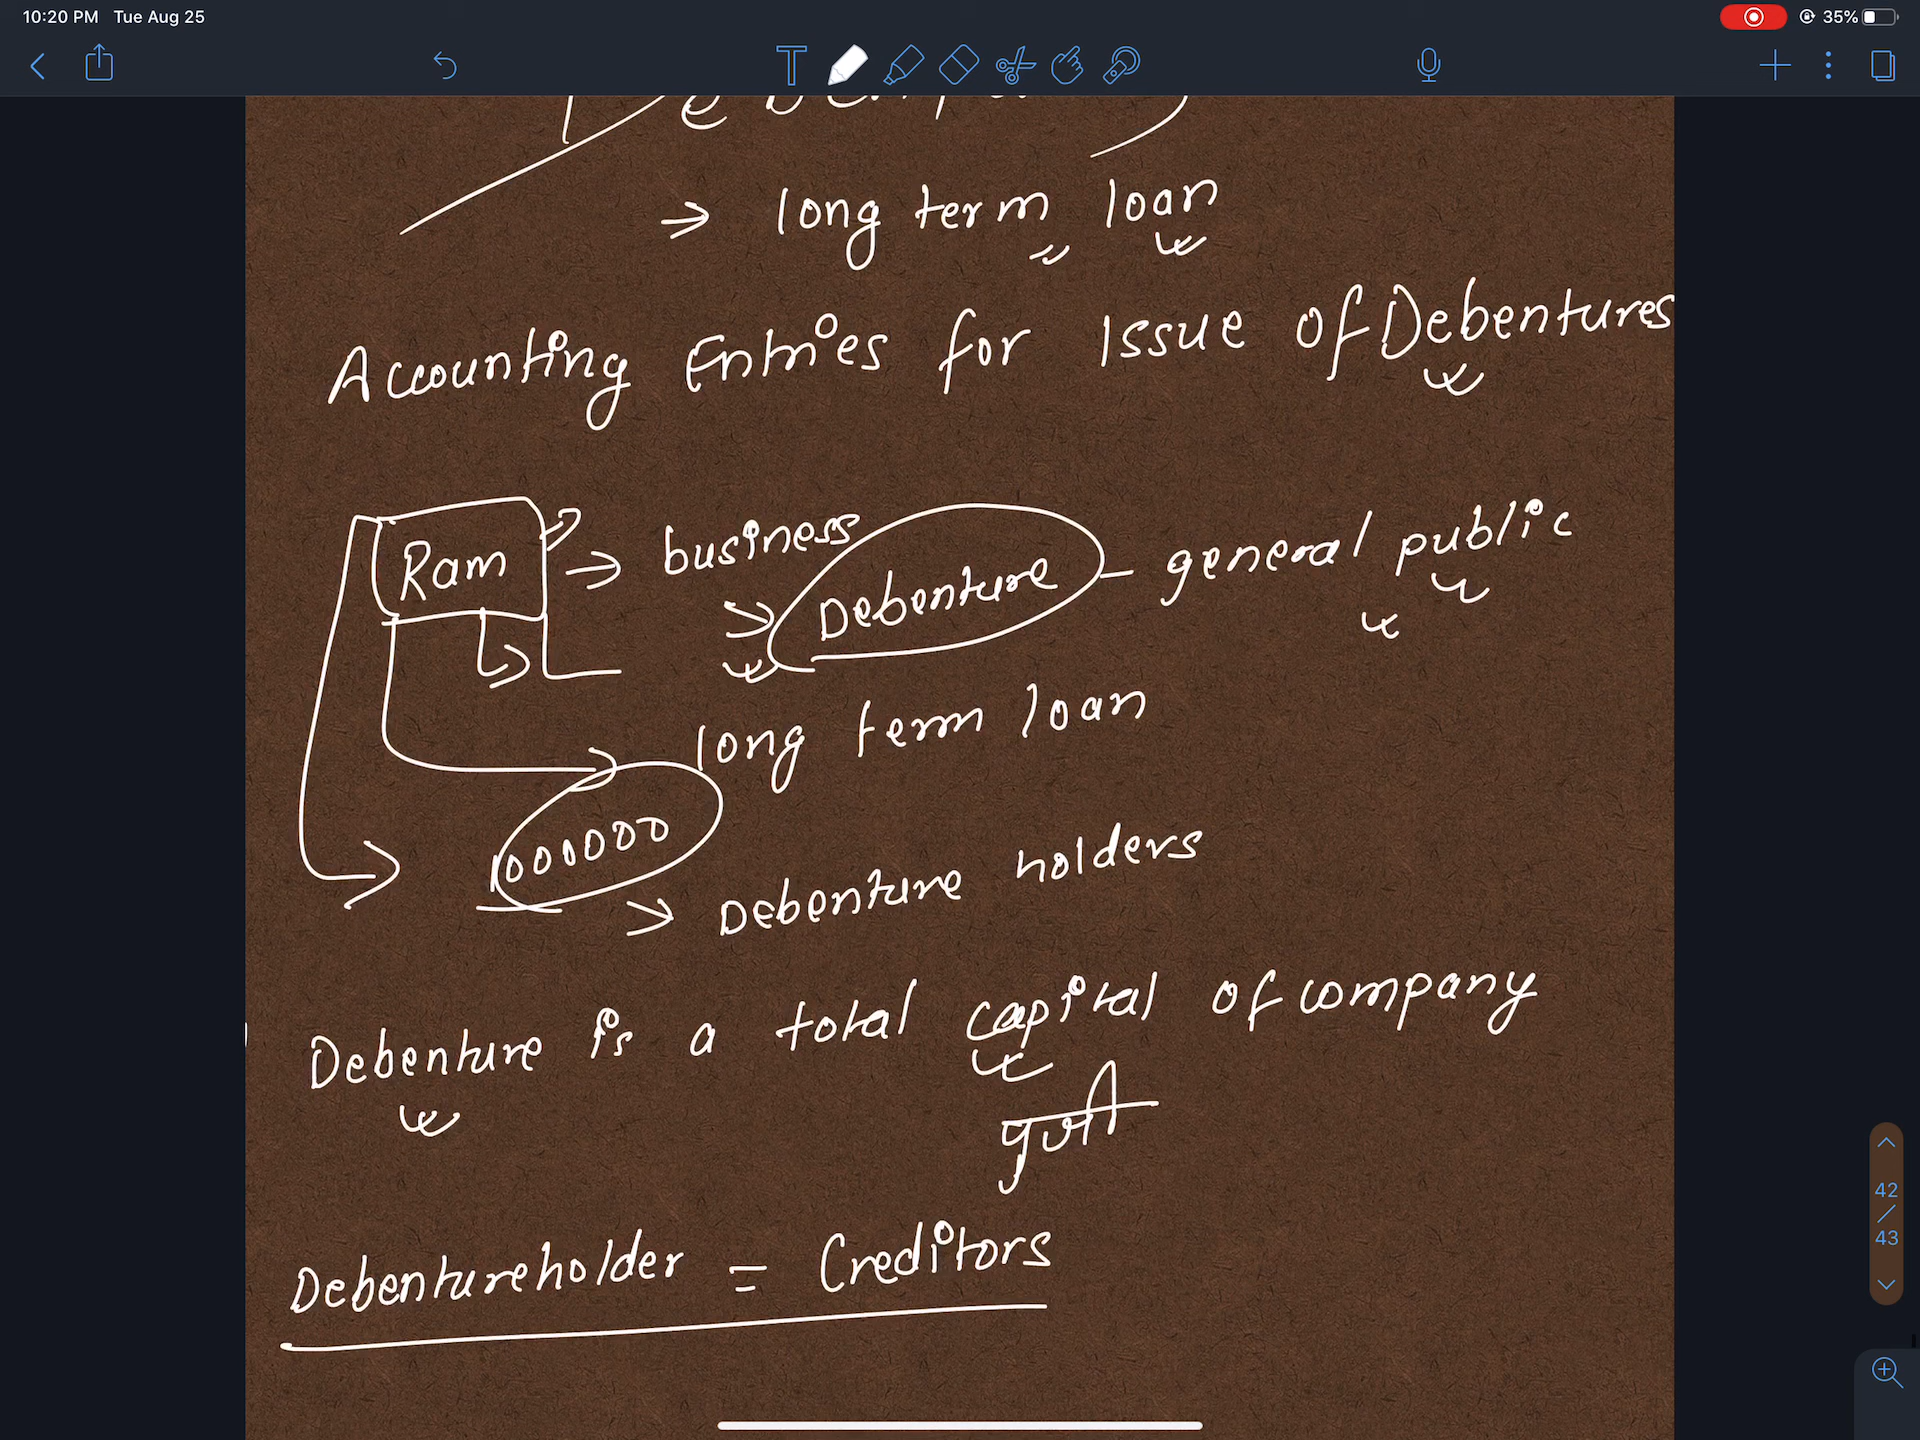 10:20 PM Tue Aug 25
35%
→ long term loan
Accounting Entries for Issue of Debentures
Ram → business
→ Debenture – general public
long term loan
1000000
→ Debenture holders
Debenture is a total capital of company
Debentureholder = Creditors
42
/
43